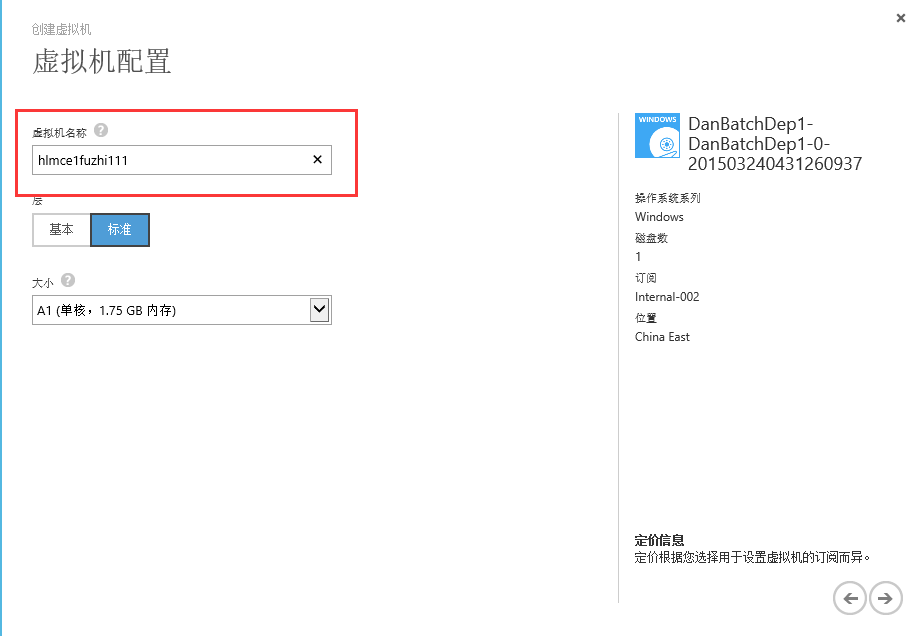 创建虚拟机
虚拟机配置
虚拟机名称 ?
hlmce1fuzhi111
层
基本 标准
大小 ?
A1 (单核，1.75 GB 内存)
WINDOWS
DanBatchDep1-
DanBatchDep1-0-
201503240431260937
操作系统系列
Windows
磁盘数
1
订阅
Internal-002
位置
China East
定价信息
定价根据您选择用于设置虚拟机的订阅而异。